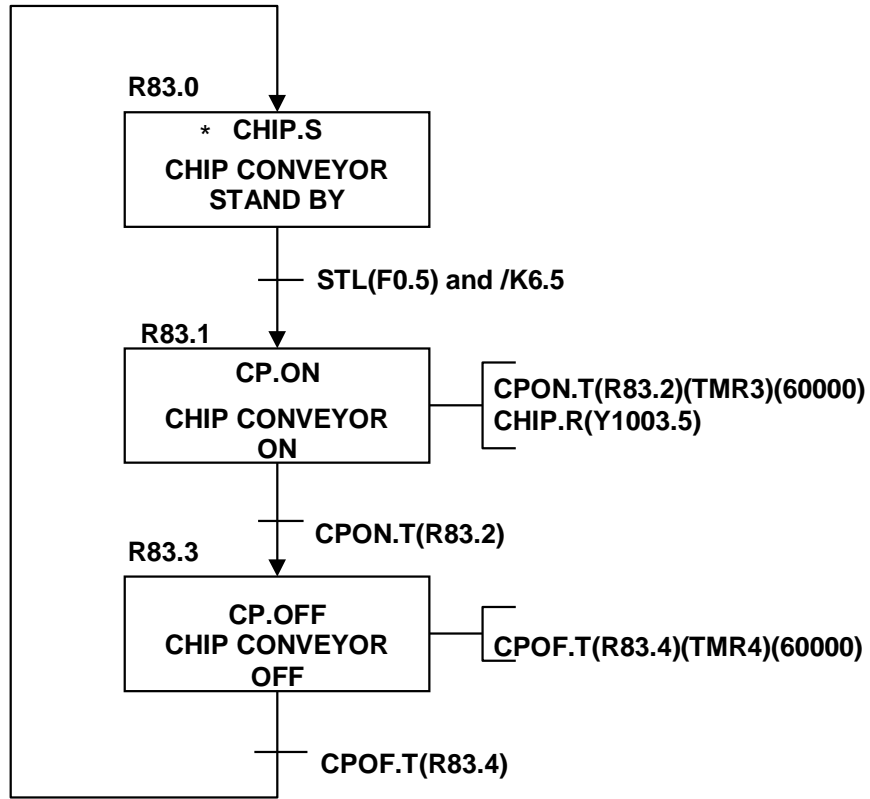 R83.0
* CHIP.S
CHIP CONVEYOR
STAND BY
STL(F0.5) and /K6.5
R83.1
CP.ON
CHIP CONVEYOR
ON
CPON.T(R83.2)(TMR3)(60000)
CHIP.R(Y1003.5)
CPON.T(R83.2)
R83.3
CP.OFF
CHIP CONVEYOR
OFF
CPOF.T(R83.4)(TMR4)(60000)
CPOF.T(R83.4)